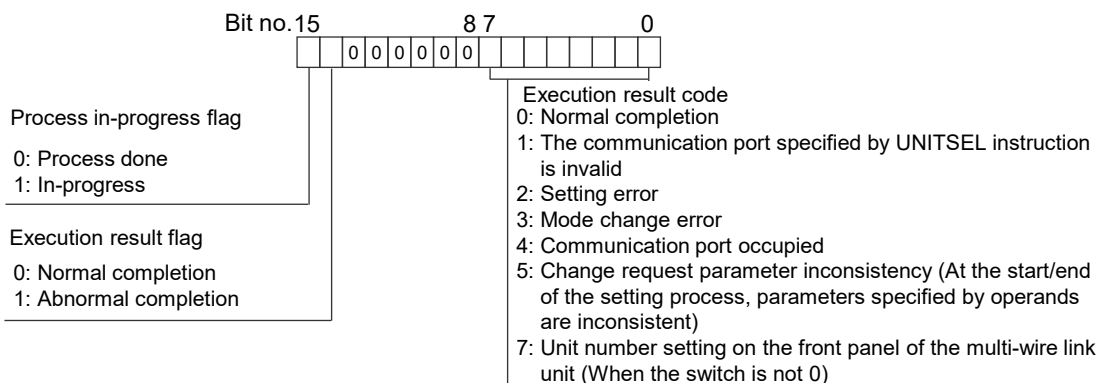 Bit no.15 8 7 0
0 0 0 0 0 0
Process in-progress flag
0: Process done
1: In-progress
Execution result flag
0: Normal completion
1: Abnormal completion
Execution result code
0: Normal completion
1: The communication port specified by UNITSEL instruction
is invalid
2: Setting error
3: Mode change error
4: Communication port occupied
5: Change request parameter inconsistency (At the start/end
of the setting process, parameters specified by operands
are inconsistent)
7: Unit number setting on the front panel of the multi-wire link
unit (When the switch is not 0)